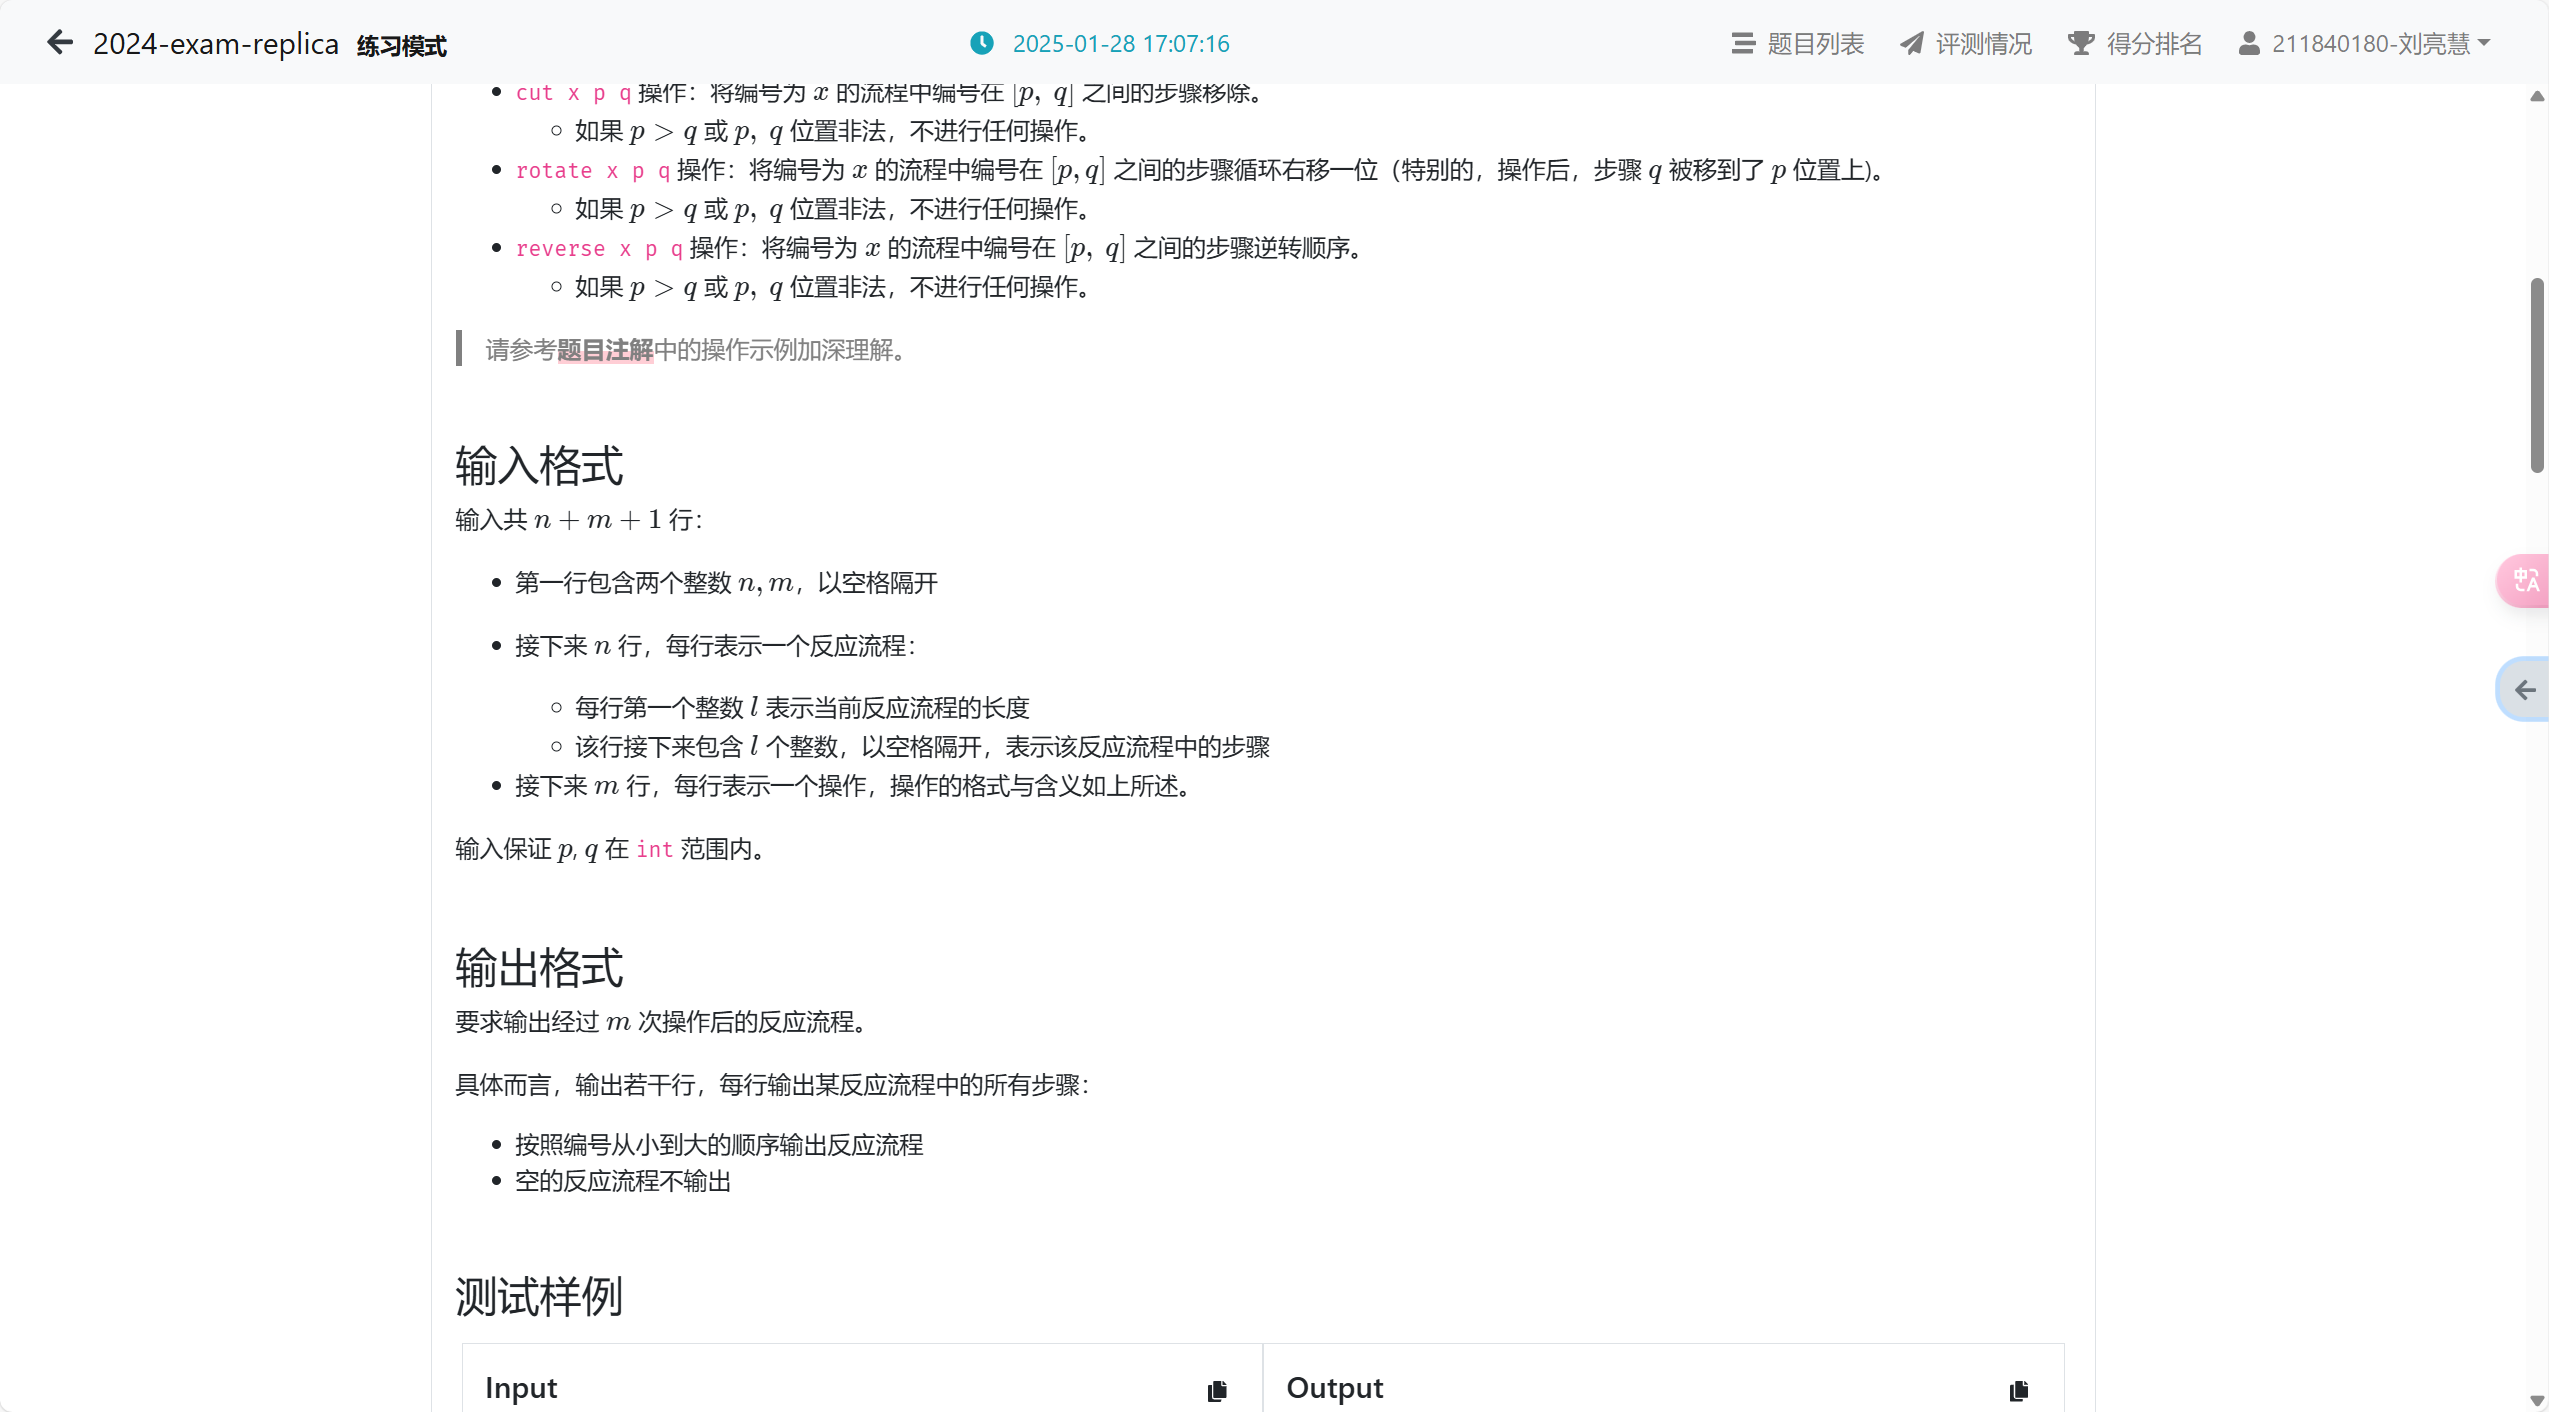 2024-exam-replica 练习模式
2025-01-28 17:07:16
题目列表 评测情况 得分排名 211840180-刘亮慧
cut x p q 操作：将编号为 x 的流程中编号在 [p, q] 之间的步骤移除。
如果 p > q 或 p, q 位置非法，不进行任何操作。
rotate x p q 操作：将编号为 x 的流程中编号在 [p, q] 之间的步骤循环右移一位（特别的，操作后，步骤 q 被移到了 p 位置上)。
如果 p > q 或 p, q 位置非法，不进行任何操作。
reverse x p q 操作：将编号为 x 的流程中编号在 [p, q] 之间的步骤逆转顺序。
如果 p > q 或 p, q 位置非法，不进行任何操作。
请参考题目注解中的操作示例加深理解。
输入格式
输入共 n + m + 1 行：
第一行包含两个整数 n, m，以空格隔开
接下来 n 行，每行表示一个反应流程：
每行第一个整数 l 表示当前反应流程的长度
该行接下来包含 l 个整数，以空格隔开，表示该反应流程中的步骤
接下来 m 行，每行表示一个操作，操作的格式与含义如上所述。
输入保证 p, q 在 int 范围内。
输出格式
要求输出经过 m 次操作后的反应流程。
具体而言，输出若干行，每行输出某反应流程中的所有步骤：
按照编号从小到大的顺序输出反应流程
空的反应流程不输出
测试样例
Input
Output